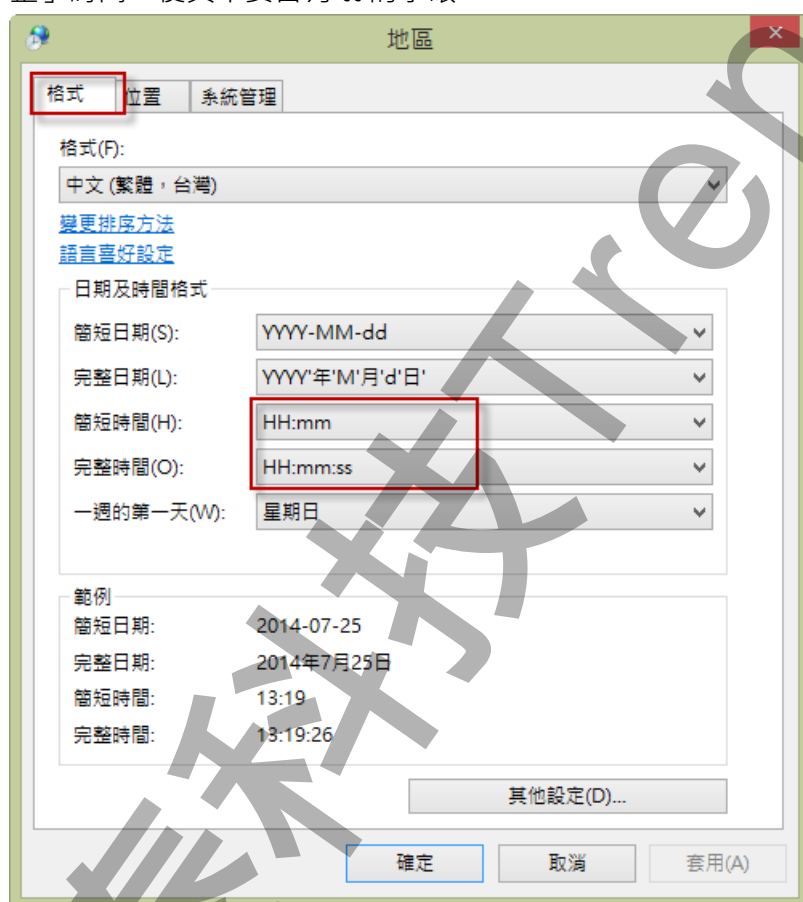 地區
格式 位置 系統管理
格式(F):
中文 (繁體，台灣)
變更排序方法
語言喜好設定
日期及時間格式
簡短日期(S): YYYY-MM-dd
完整日期(L): YYYY'年'M'月'd'日'
簡短時間(H): HH:mm
完整時間(O): HH:mm:ss
一週的第一天(W): 星期日
範例
簡短日期: 2014-07-25
完整日期: 2014年7月25日
簡短時間: 13:19
完整時間: 13:19:26
其他設定(D)...
確定 取消 套用(A)
科技Tren